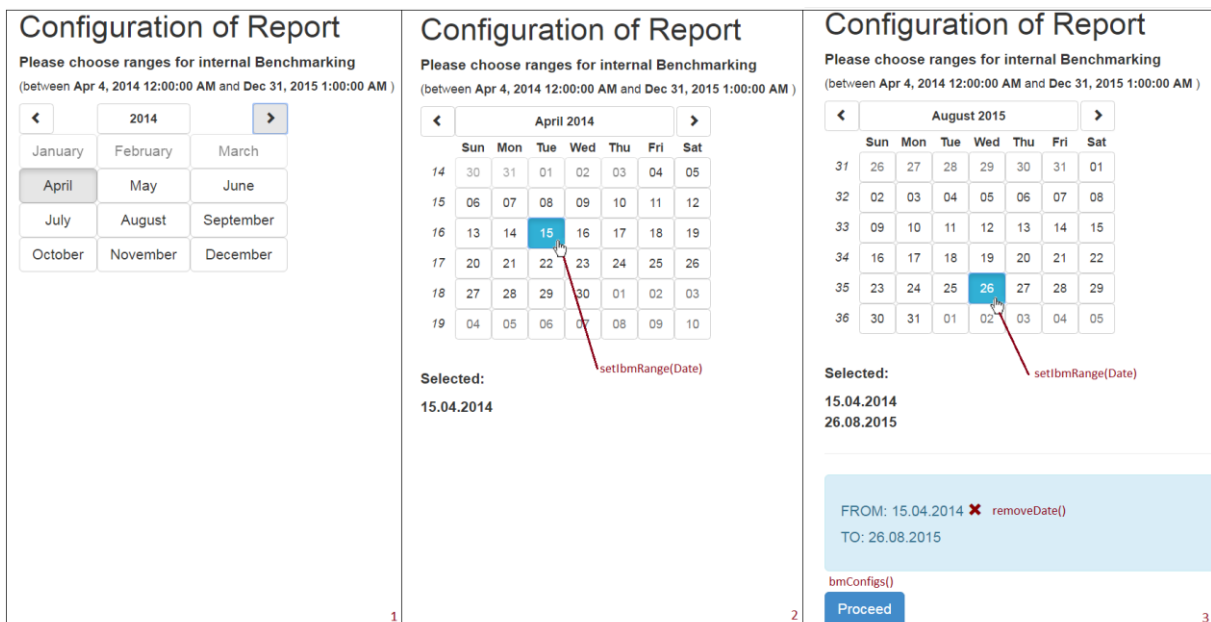 Configuration of Report
Please choose ranges for internal Benchmarking
(between Apr 4, 2014 12:00:00 AM and Dec 31, 2015 1:00:00 AM )
2014
January February March
April May June
July August September
October November December
1
Configuration of Report
Please choose ranges for internal Benchmarking
(between Apr 4, 2014 12:00:00 AM and Dec 31, 2015 1:00:00 AM )
April 2014
Sun Mon Tue Wed Thu Fri Sat
14 30 31 01 02 03 04 05
15 06 07 08 09 10 11 12
16 13 14 15 16 17 18 19
17 20 21 22 23 24 25 26
18 27 28 29 30 01 02 03
19 04 05 06 07 08 09 10
setIbmRange(Date)
Selected:
15.04.2014
2
Configuration of Report
Please choose ranges for internal Benchmarking
(between Apr 4, 2014 12:00:00 AM and Dec 31, 2015 1:00:00 AM )
August 2015
Sun Mon Tue Wed Thu Fri Sat
31 26 27 28 29 30 31 01
32 02 03 04 05 06 07 08
33 09 10 11 12 13 14 15
34 16 17 18 19 20 21 22
35 23 24 25 26 27 28 29
36 30 31 01 02 03 04 05
setIbmRange(Date)
Selected:
15.04.2014
26.08.2015
FROM: 15.04.2014 removeDate()
TO: 26.08.2015
bmConfigs()
Proceed
3